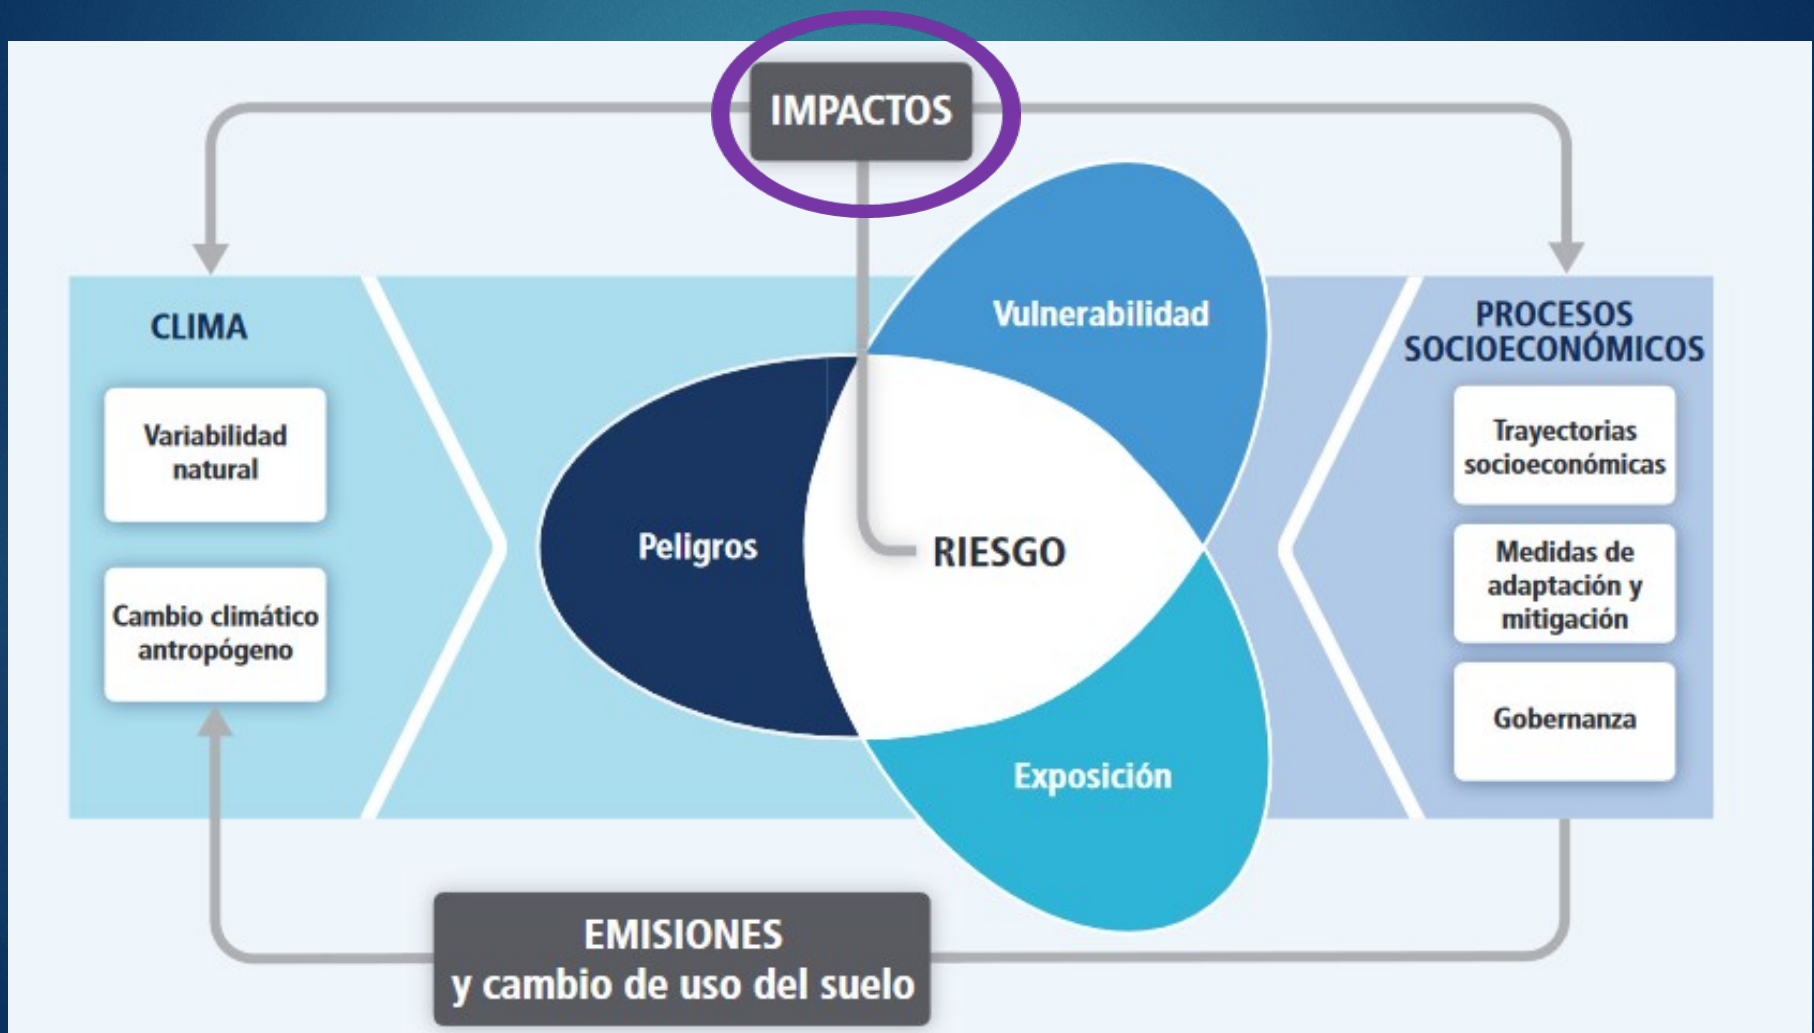 IMPACTOS
CLIMA
Variabilidad
natural
Cambio climático
antropógeno
Vulnerabilidad
Peligros
RIESGO
Exposición
PROCESOS
SOCIOECONÓMICOS
Trayectorias
socioeconómicas
Medidas de
adaptación y
mitigación
Gobernanza
EMISIONES
y cambio de uso del suelo